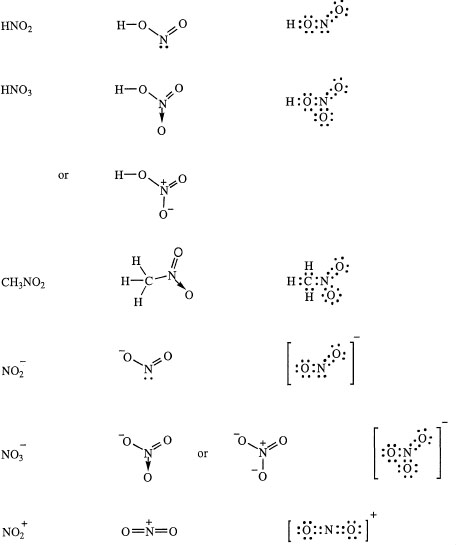 HNO₂ H—O N O H:O:N O
HNO₃ H—O N O O H:O:N O O
or H—O N⁺ O O⁻
CH₃NO₂ H H—C H N O O H:C:N O O H H
NO₂⁻ ⁻O N O [:O:N O]⁻
NO₃⁻ ⁻O N O O or ⁻O N⁺ O ⁻O [:O:N O O]⁻
NO₂⁺ O=N⁺=O [:O::N::O:]⁺